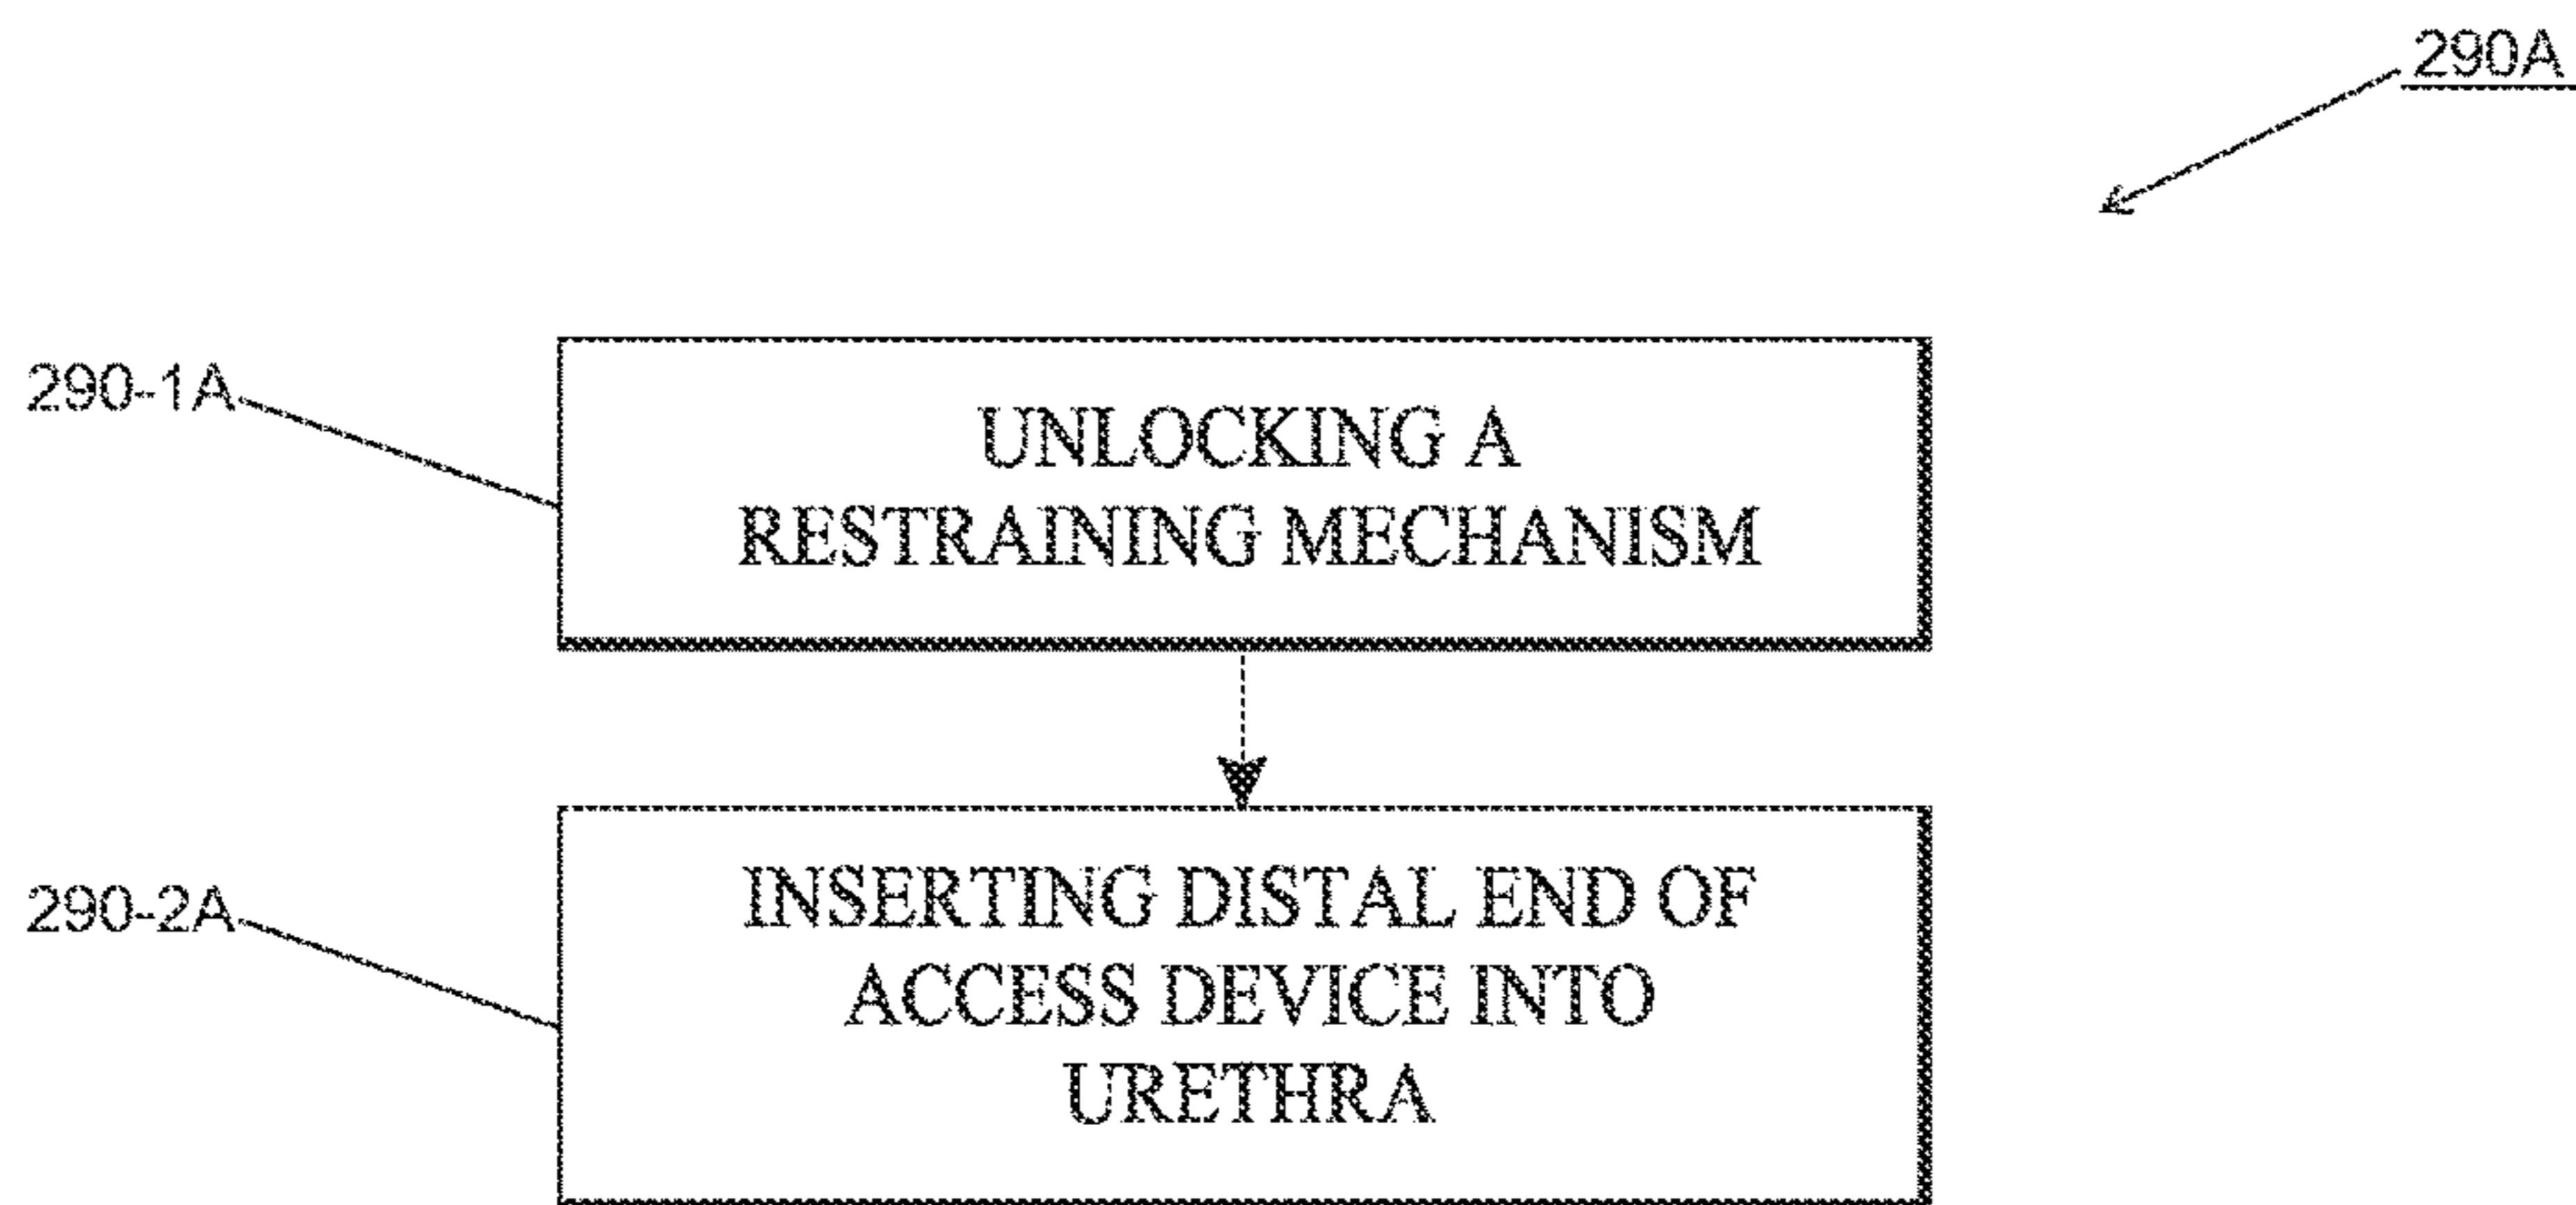 290A
290-1A
UNLOCKING A
RESTRAINING MECHANISM
290-2A
INSERTING DISTAL END OF
ACCESS DEVICE INTO
URETHRA